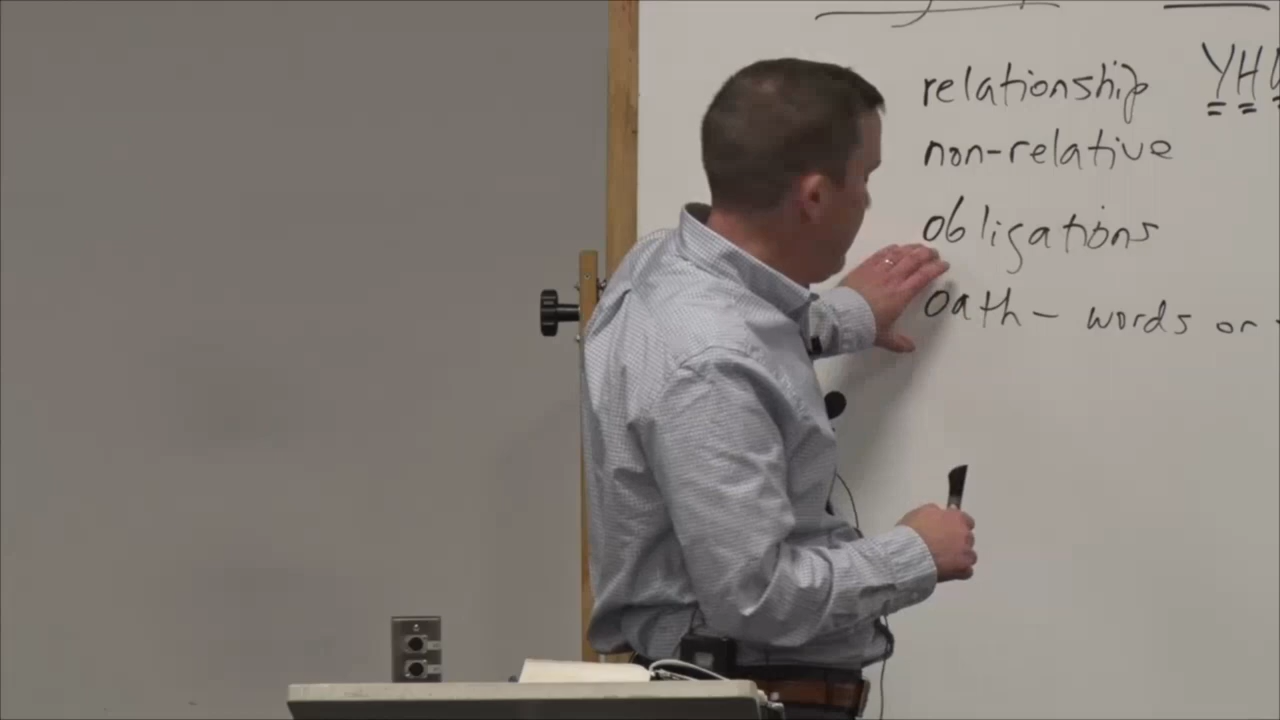 relationship YH
non-relative
obligations
oath - words or